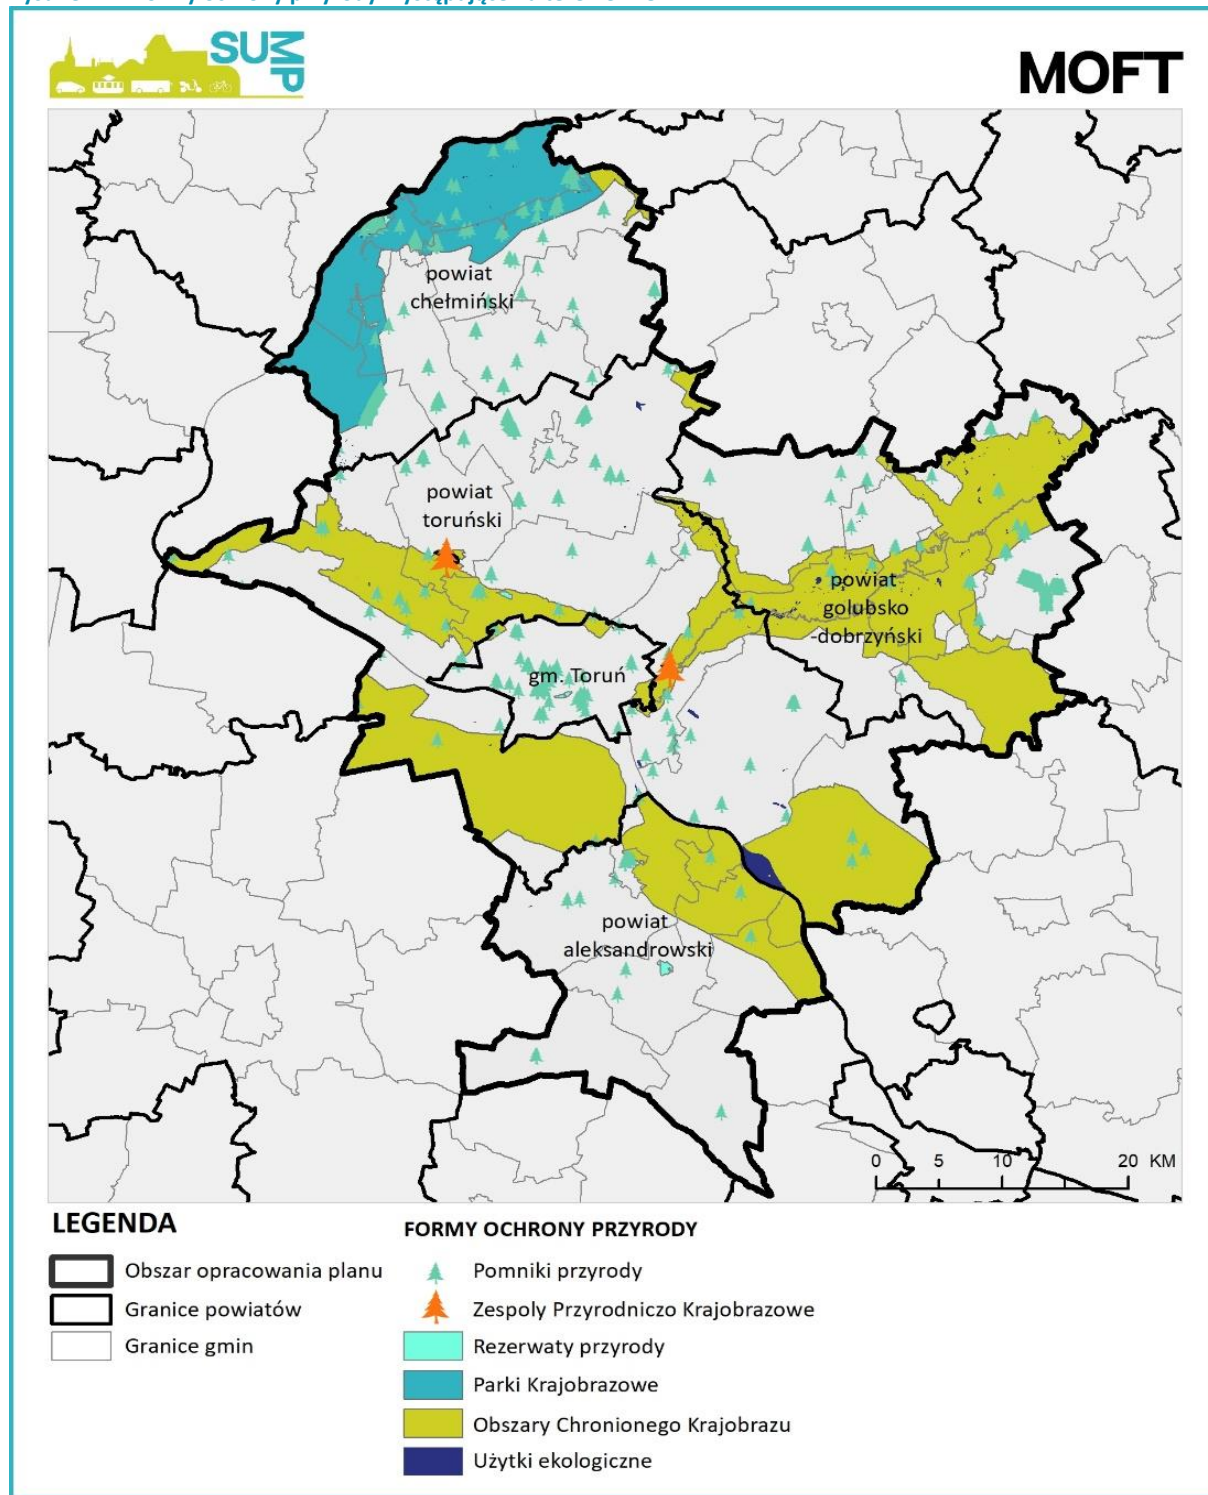 SUMP
MOFT
powiat
chełmiński
powiat
toruński
powiat
golubsko
-dobrzyński
gm. Toruń
powiat
aleksandrowski
0 5 10 20 KM
LEGENDA
Obszar opracowania planu
Granice powiatów
Granice gmin
FORMY OCHRONY PRZYRODY
Pomniki przyrody
Zespoly Przyrodniczo Krajobrazowe
Rezerwaty przyrody
Parki Krajobrazowe
Obszary Chronionego Krajobrazu
Użytki ekologiczne